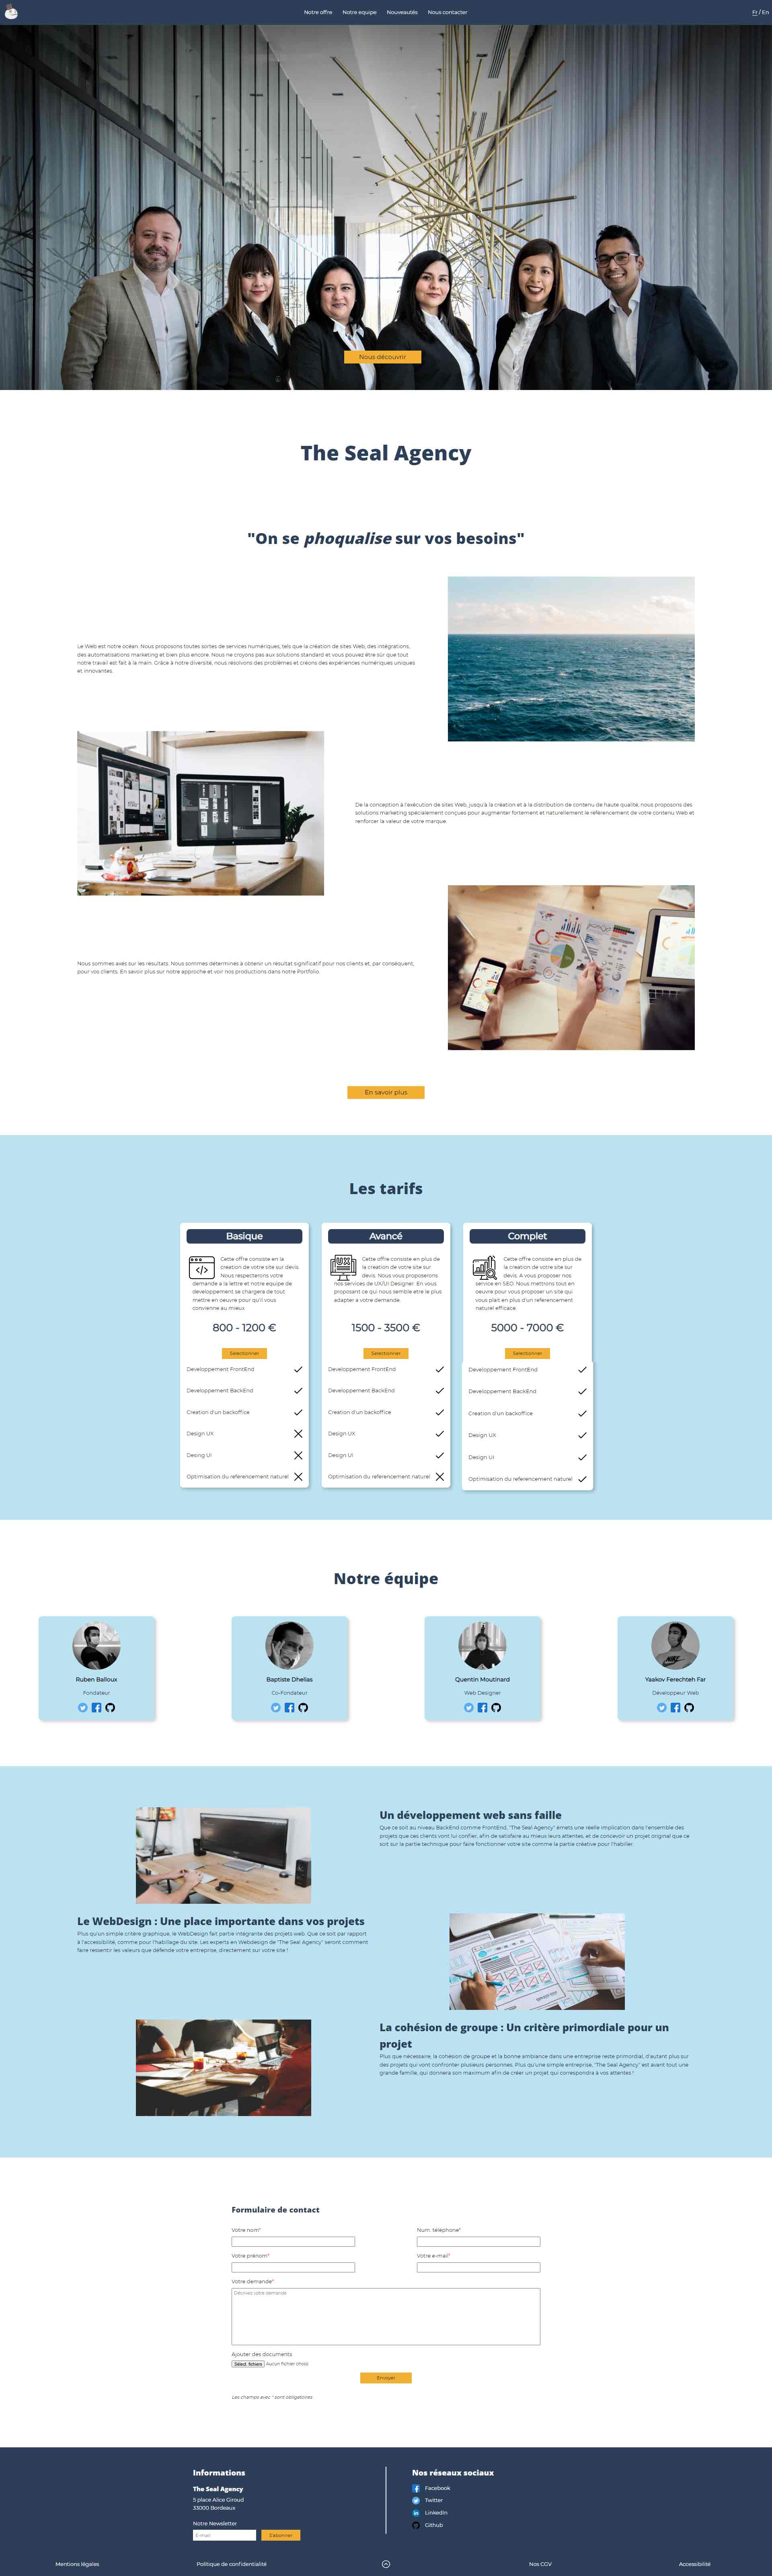 Notre offre Notre equipe Nouveautés Nous contacter Fr / En
Nous découvrir
The Seal Agency
"On se phoqualise sur vos besoins"
Le Web est notre océan. Nous proposons toutes sortes de services numériques, tels que la création de sites Web, des intégrations,
des automatisations marketing et bien plus encore. Nous ne croyons pas aux solutions standard et vous pouvez être sûr que tout
notre travail est fait à la main. Grâce à notre diversité, nous résolvons des problèmes et créons des expériences numériques uniques
et innovantes.
De la conception à l'exécution de sites Web, jusqu'à la création et à la distribution de contenu de haute qualité, nous proposons des
solutions marketing spécialement conçues pour augmenter fortement et naturellement le référencement de votre contenu Web et
renforcer la valeur de votre marque.
Nous sommes axés sur les résultats. Nous sommes déterminés à obtenir un résultat significatif pour nos clients et, par conséquent,
pour vos clients. En savoir plus sur notre approche et voir nos productions dans notre Portfolio.
En savoir plus
Les tarifs
Basique
Cette offre consiste en la
creation de votre site sur devis.
Nous respecterons votre
demande a la lettre et notre equipe de
developpement se chargera de tout
mettre en oeuvre pour qu'il vous
convienne au mieux.
800 - 1200 €
Selectionner
Developpement FrontEnd
Developpement BackEnd
Creation d'un backoffice
Design UX
Desing UI
Optimisation du referencement naturel
Avancé
Cette offre consiste en plus de
la creation de votre site sur
devis. Nous vous proposerons
nos services de UX/UI Designer. En vous
proposant ce qui nous semble etre le plus
adapter a votre demande.
1500 - 3500 €
Selectionner
Developpement FrontEnd
Developpement BackEnd
Creation d'un backoffice
Design UX
Design UI
Optimisation du referencement naturel
Complet
Cette offre consiste en plus de
la creation de votre site sur
devis. A vous proposer nos
service en SEO. Nous mettrons tout en
oeuvre pour vous proposer un site qui
vous plait en plus d'un referencement
naturel efficace.
5000 - 7000 €
Selectionner
Developpement FrontEnd
Developpement BackEnd
Creation d'un backoffice
Design UX
Design UI
Optimisation du referencement naturel
Notre équipe
Ruben Balloux
Fondateur
Baptiste Dhelias
Co-Fondateur
Quentin Moutinard
Web Designer
Yaakov Ferechteh Far
Développeur Web
Un développement web sans faille
Que ce soit au niveau BackEnd comme FrontEnd, "The Seal Agency" émets une réelle implication dans l'ensemble des
projets que ces clients vont lui confier, afin de satisfaire au mieux leurs attentes, et de concevoir un projet original que ce
soit sur la partie technique pour faire fonctionner votre site comme la partie créative pour l'habiller.
Le WebDesign : Une place importante dans vos projets
Plus qu'un simple critère graphique, le WebDesign fait partie intégrante des projets web. Que ce soit par rapport
à l'accessibilité, comme pour l'habillage du site. Les experts en Webdesign de "The Seal Agency" seront comment
faire ressentir les valeurs que défende votre entreprise, directement sur votre site !
La cohésion de groupe : Un critère primordiale pour un
projet
Plus que nécessaire, la cohésion de groupe et la bonne ambiance dans une entreprise reste primordial, d'autant plus sur
des projets qui vont confronter plusieurs personnes. Plus qu'une simple entreprise, "The Seal Agency" est avant tout une
grande famille, qui donnera son maximum afin de créer un projet qui correspondra à vos attentes !
Formulaire de contact
Votre nom* Num. téléphone*
Votre prénom* Votre e-mail*
Votre demande*
Décrivez votre demande
Ajouter des documents
Sélect. fichiers Aucun fichier choisi
Envoyer
Les champs avec * sont obligatoires
Informations
The Seal Agency
5 place Alice Giroud
33000 Bordeaux
Notre Newsletter
E-mail S'abonner
Nos réseaux sociaux
Facebook
Twitter
LinkedIn
Github
Mentions légales Politique de confidentialité Nos CGV Accessibilité